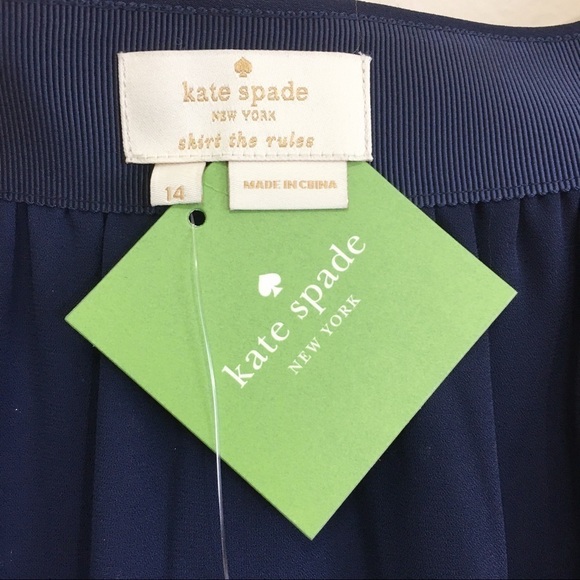 kate spade
NEW YORK
skirt the rules
14
MADE IN CHINA
kate spade
NEW YORK